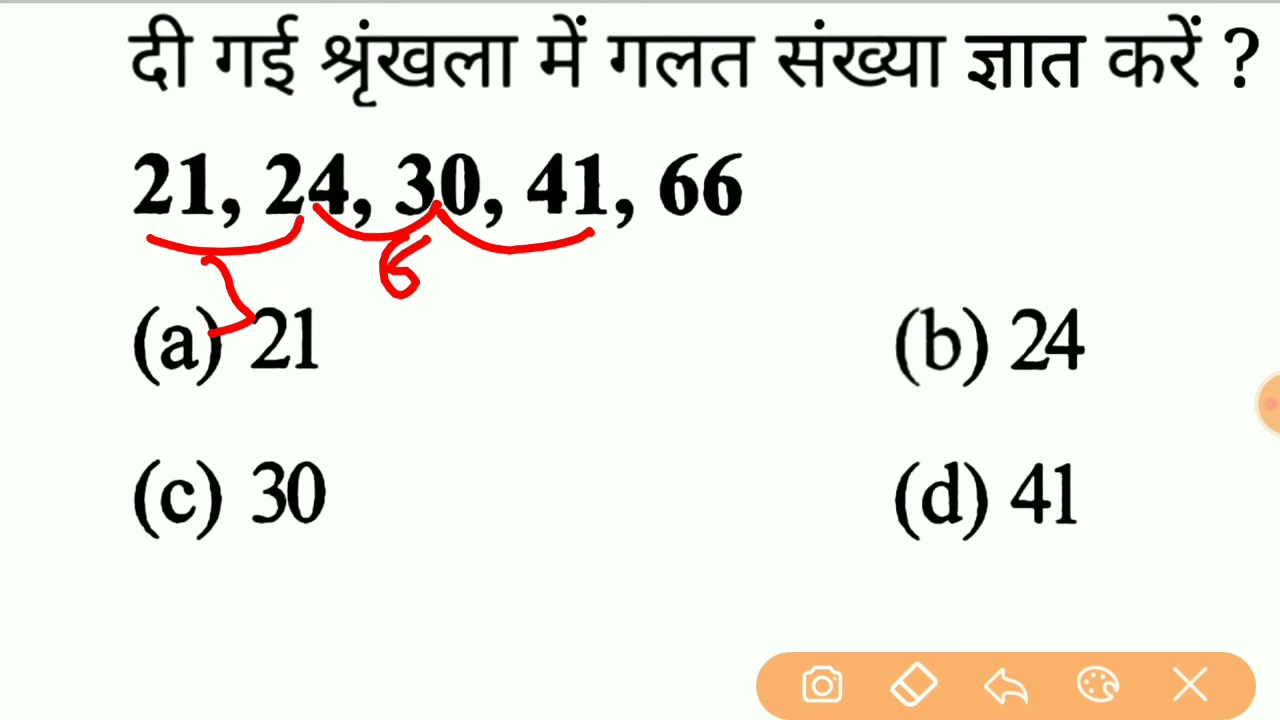 दी गई श्रृंखला में गलत संख्या ज्ञात करें ?
21, 24, 30, 41, 66
6
(a) 21 (b) 24
(c) 30 (d) 41